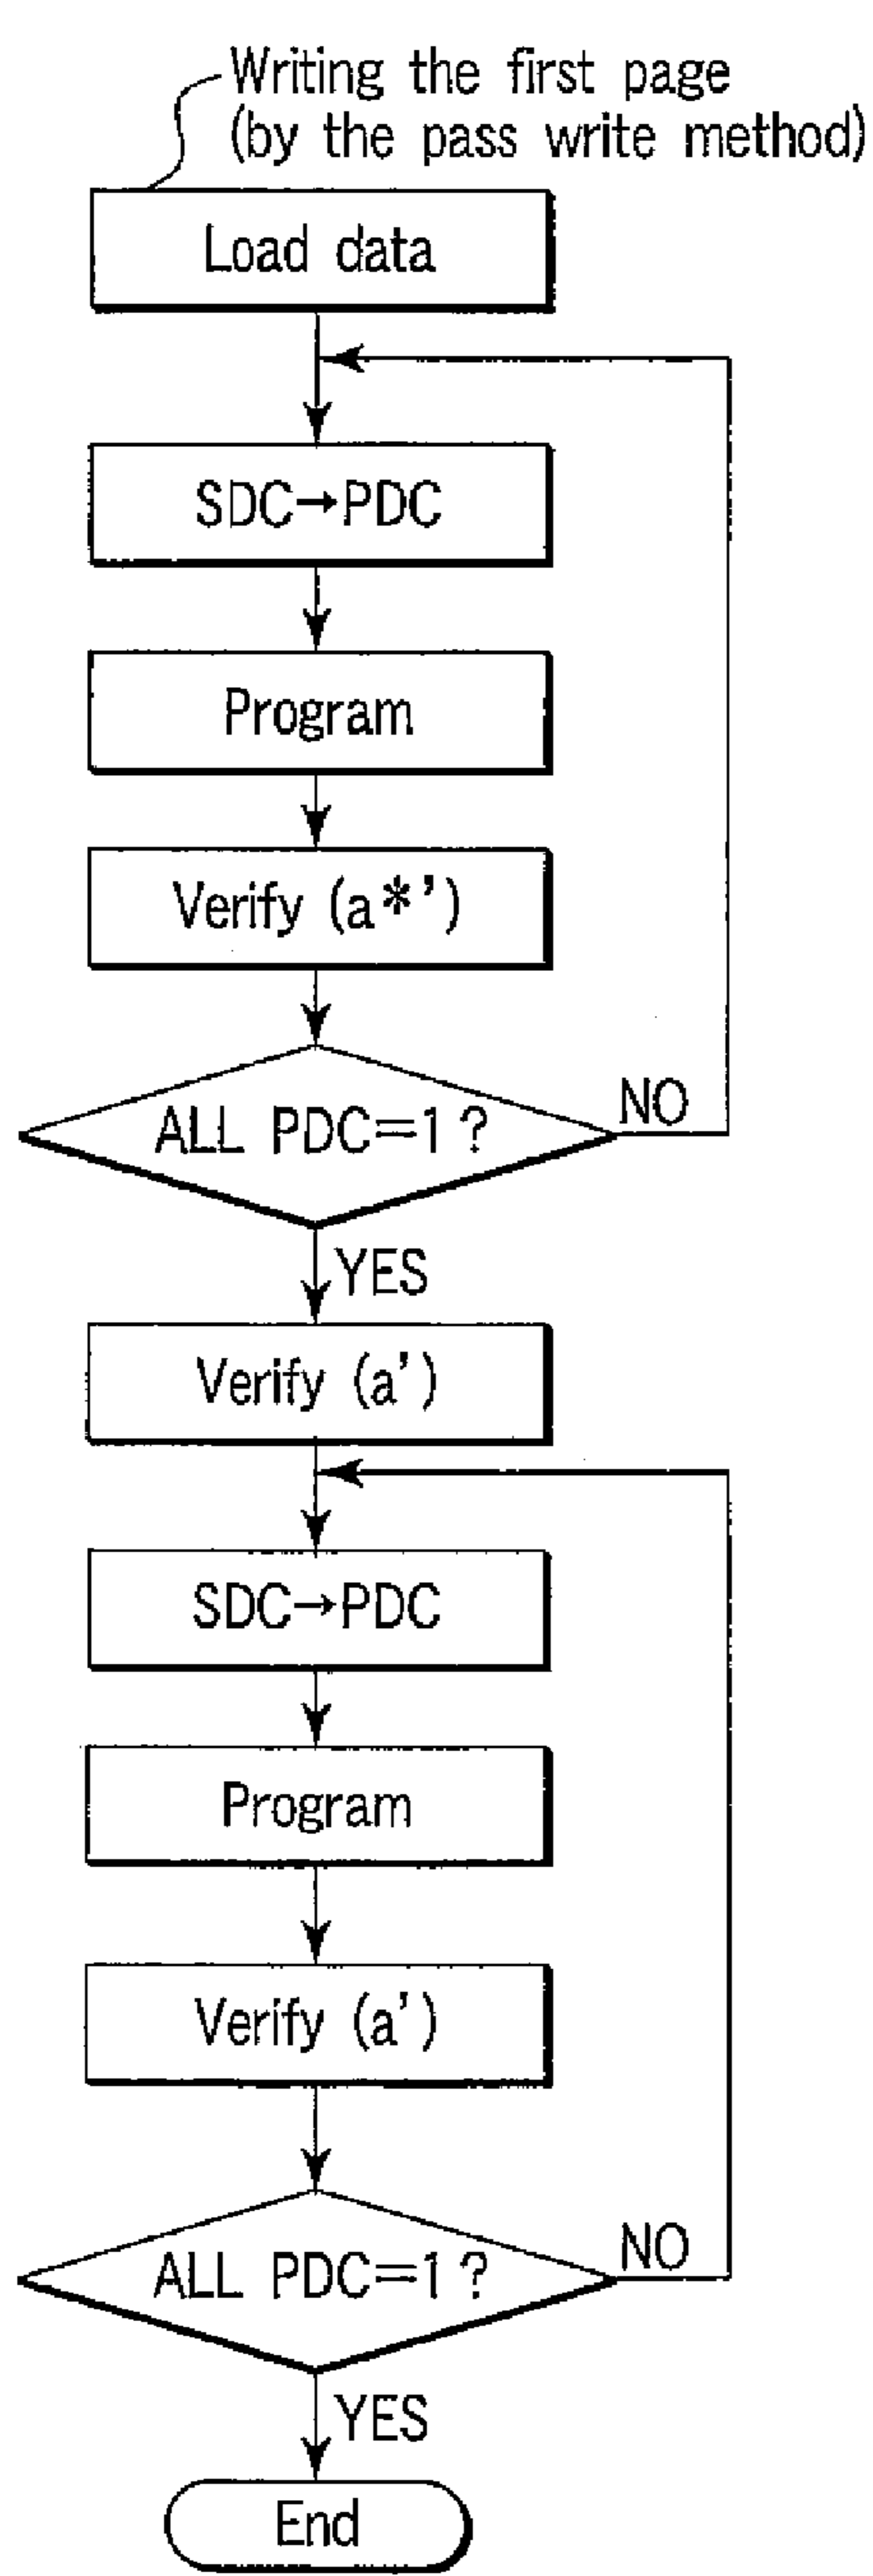 Writing the first page
(by the pass write method)
Load data
SDC→PDC
Program
Verify (a*’)
ALL PDC=1?
NO
YES
Verify (a’)
SDC→PDC
Program
Verify (a’)
ALL PDC=1?
NO
YES
End